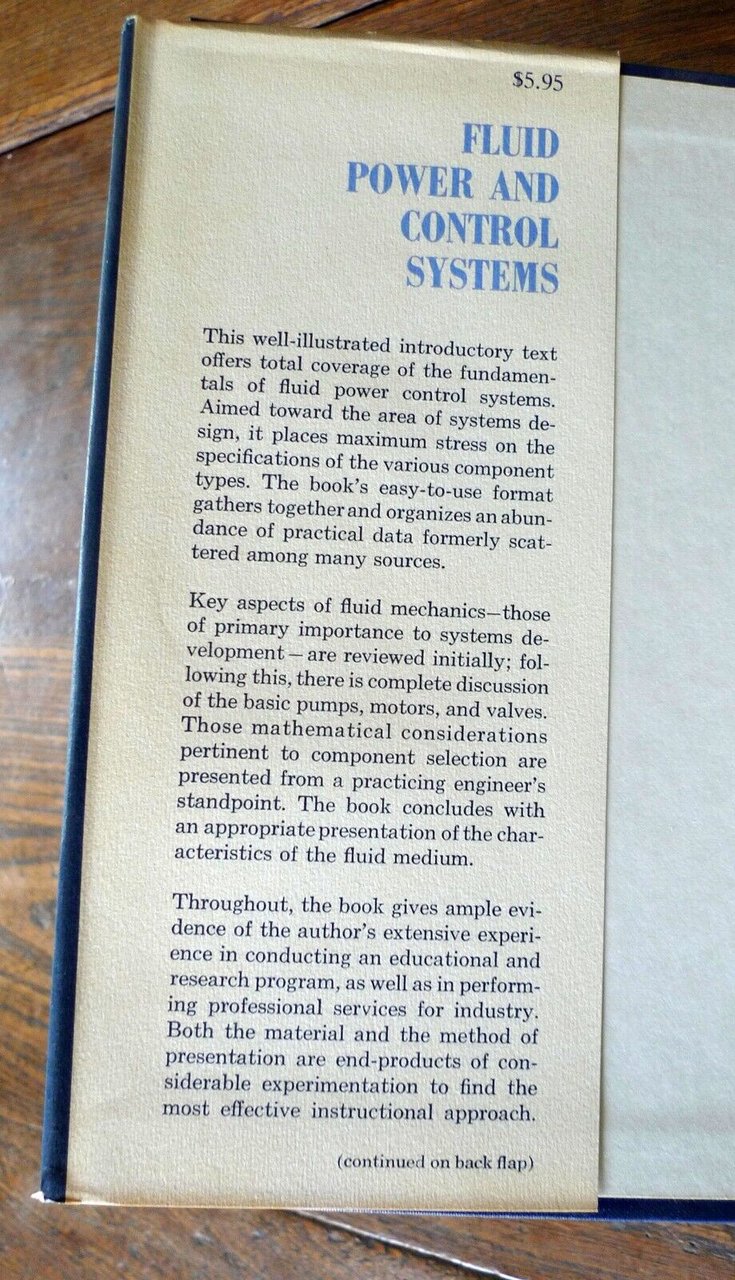 $5.95
FLUID
POWER AND
CONTROL
SYSTEMS
This well-illustrated introductory text
offers total coverage of the fundamen-
tals of fluid power control systems.
Aimed toward the area of systems de-
sign, it places maximum stress on the
specifications of the various component
types. The book's easy-to-use format
gathers together and organizes an abun-
dance of practical data formerly scat-
tered among many sources.
Key aspects of fluid mechanics—those
of primary importance to systems de-
velopment—are reviewed initially; fol-
lowing this, there is complete discussion
of the basic pumps, motors, and valves.
Those mathematical considerations
pertinent to component selection are
presented from a practicing engineer's
standpoint. The book concludes with
an appropriate presentation of the char-
acteristics of the fluid medium.
Throughout, the book gives ample evi-
dence of the author's extensive experi-
ence in conducting an educational and
research program, as well as in perform-
ing professional services for industry.
Both the material and the method of
presentation are end-products of con-
siderable experimentation to find the
most effective instructional approach.
(continued on back flap)